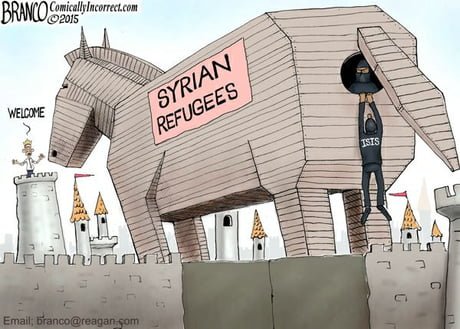 BRANCO ComicallyIncorrect.com
©2015
WELCOME
SYRIAN
REFUGEES
ISIS
Email; branco@reagan.com